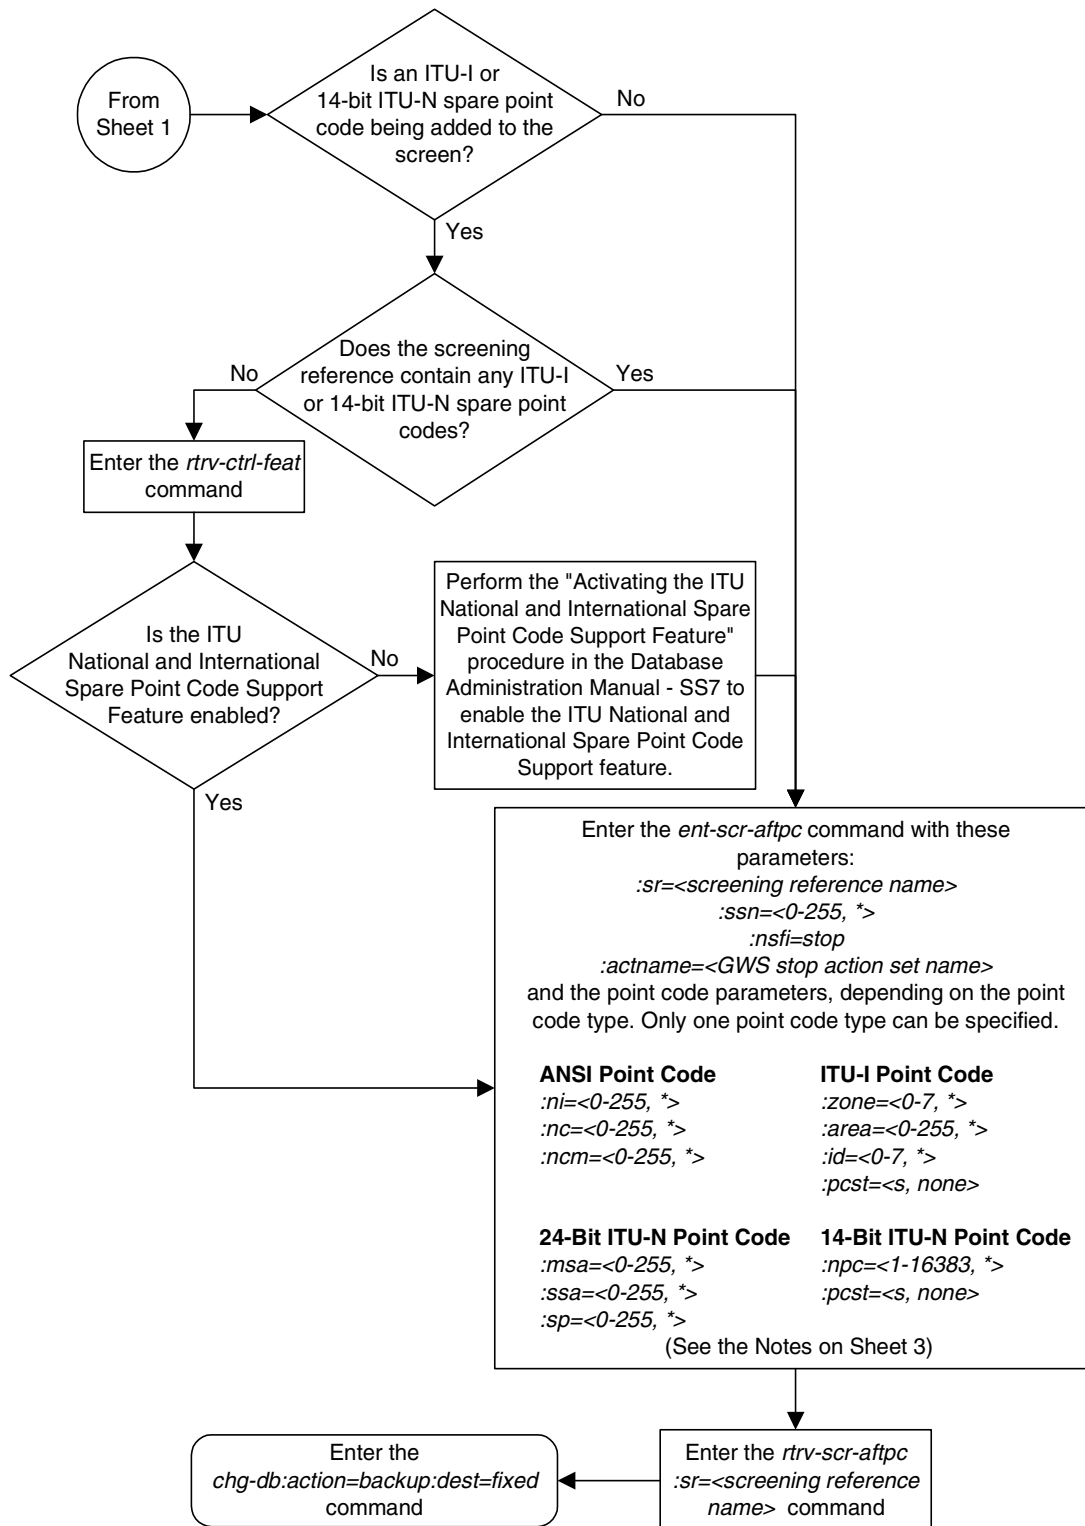 From
Sheet 1
Is an ITU-I or
14-bit ITU-N spare point
code being added to the
screen?
No
Yes
Does the screening
reference contain any ITU-I
or 14-bit ITU-N spare point
codes?
No
Yes
Enter the rtrv-ctrl-feat
command
Is the ITU
National and International
Spare Point Code Support
Feature enabled?
No
Yes
Perform the "Activating the ITU
National and International Spare
Point Code Support Feature"
procedure in the Database
Administration Manual - SS7 to
enable the ITU National and
International Spare Point Code
Support feature.
Enter the ent-scr-aftpc command with these
parameters:
:sr=<screening reference name>
:ssn=<0-255, *>
:nsfi=stop
:actname=<GWS stop action set name>
and the point code parameters, depending on the point
code type. Only one point code type can be specified.
ANSI Point Code
:ni=<0-255, *>
:nc=<0-255, *>
:ncm=<0-255, *>
ITU-I Point Code
:zone=<0-7, *>
:area=<0-255, *>
:id=<0-7, *>
:pcst=<s, none>
24-Bit ITU-N Point Code
:msa=<0-255, *>
:ssa=<0-255, *>
:sp=<0-255, *>
14-Bit ITU-N Point Code
:npc=<1-16383, *>
:pcst=<s, none>
(See the Notes on Sheet 3)
Enter the rtrv-scr-aftpc
:sr=<screening reference
name> command
Enter the
chg-db:action=backup:dest=fixed
command